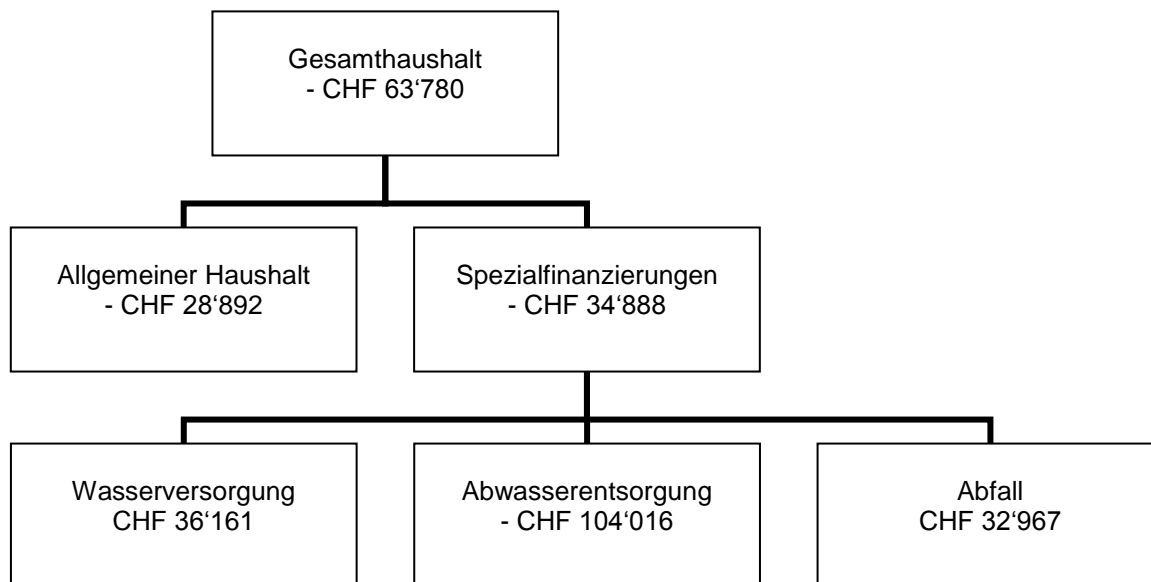 Gesamthaushalt
- CHF 63‘780
Allgemeiner Haushalt
- CHF 28‘892
Spezialfinanzierungen
- CHF 34‘888
Wasserversorgung
CHF 36‘161
Abwasserentsorgung
- CHF 104‘016
Abfall
CHF 32‘967